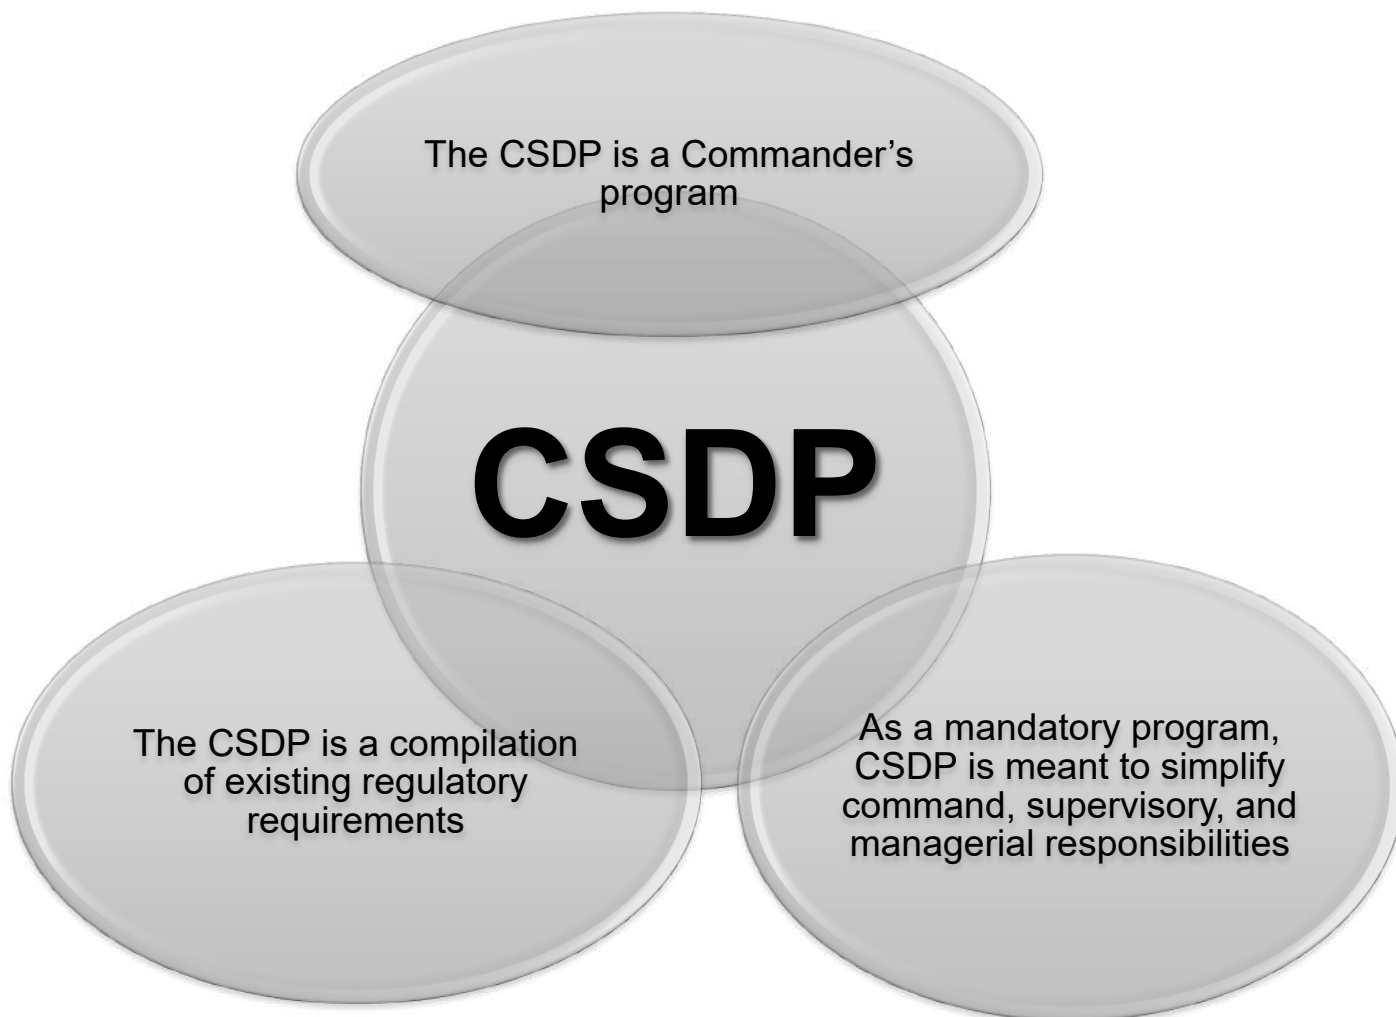 The CSDP is a Commander’s
program
CSDP
The CSDP is a compilation
of existing regulatory
requirements
As a mandatory program,
CSDP is meant to simplify
command, supervisory, and
managerial responsibilities